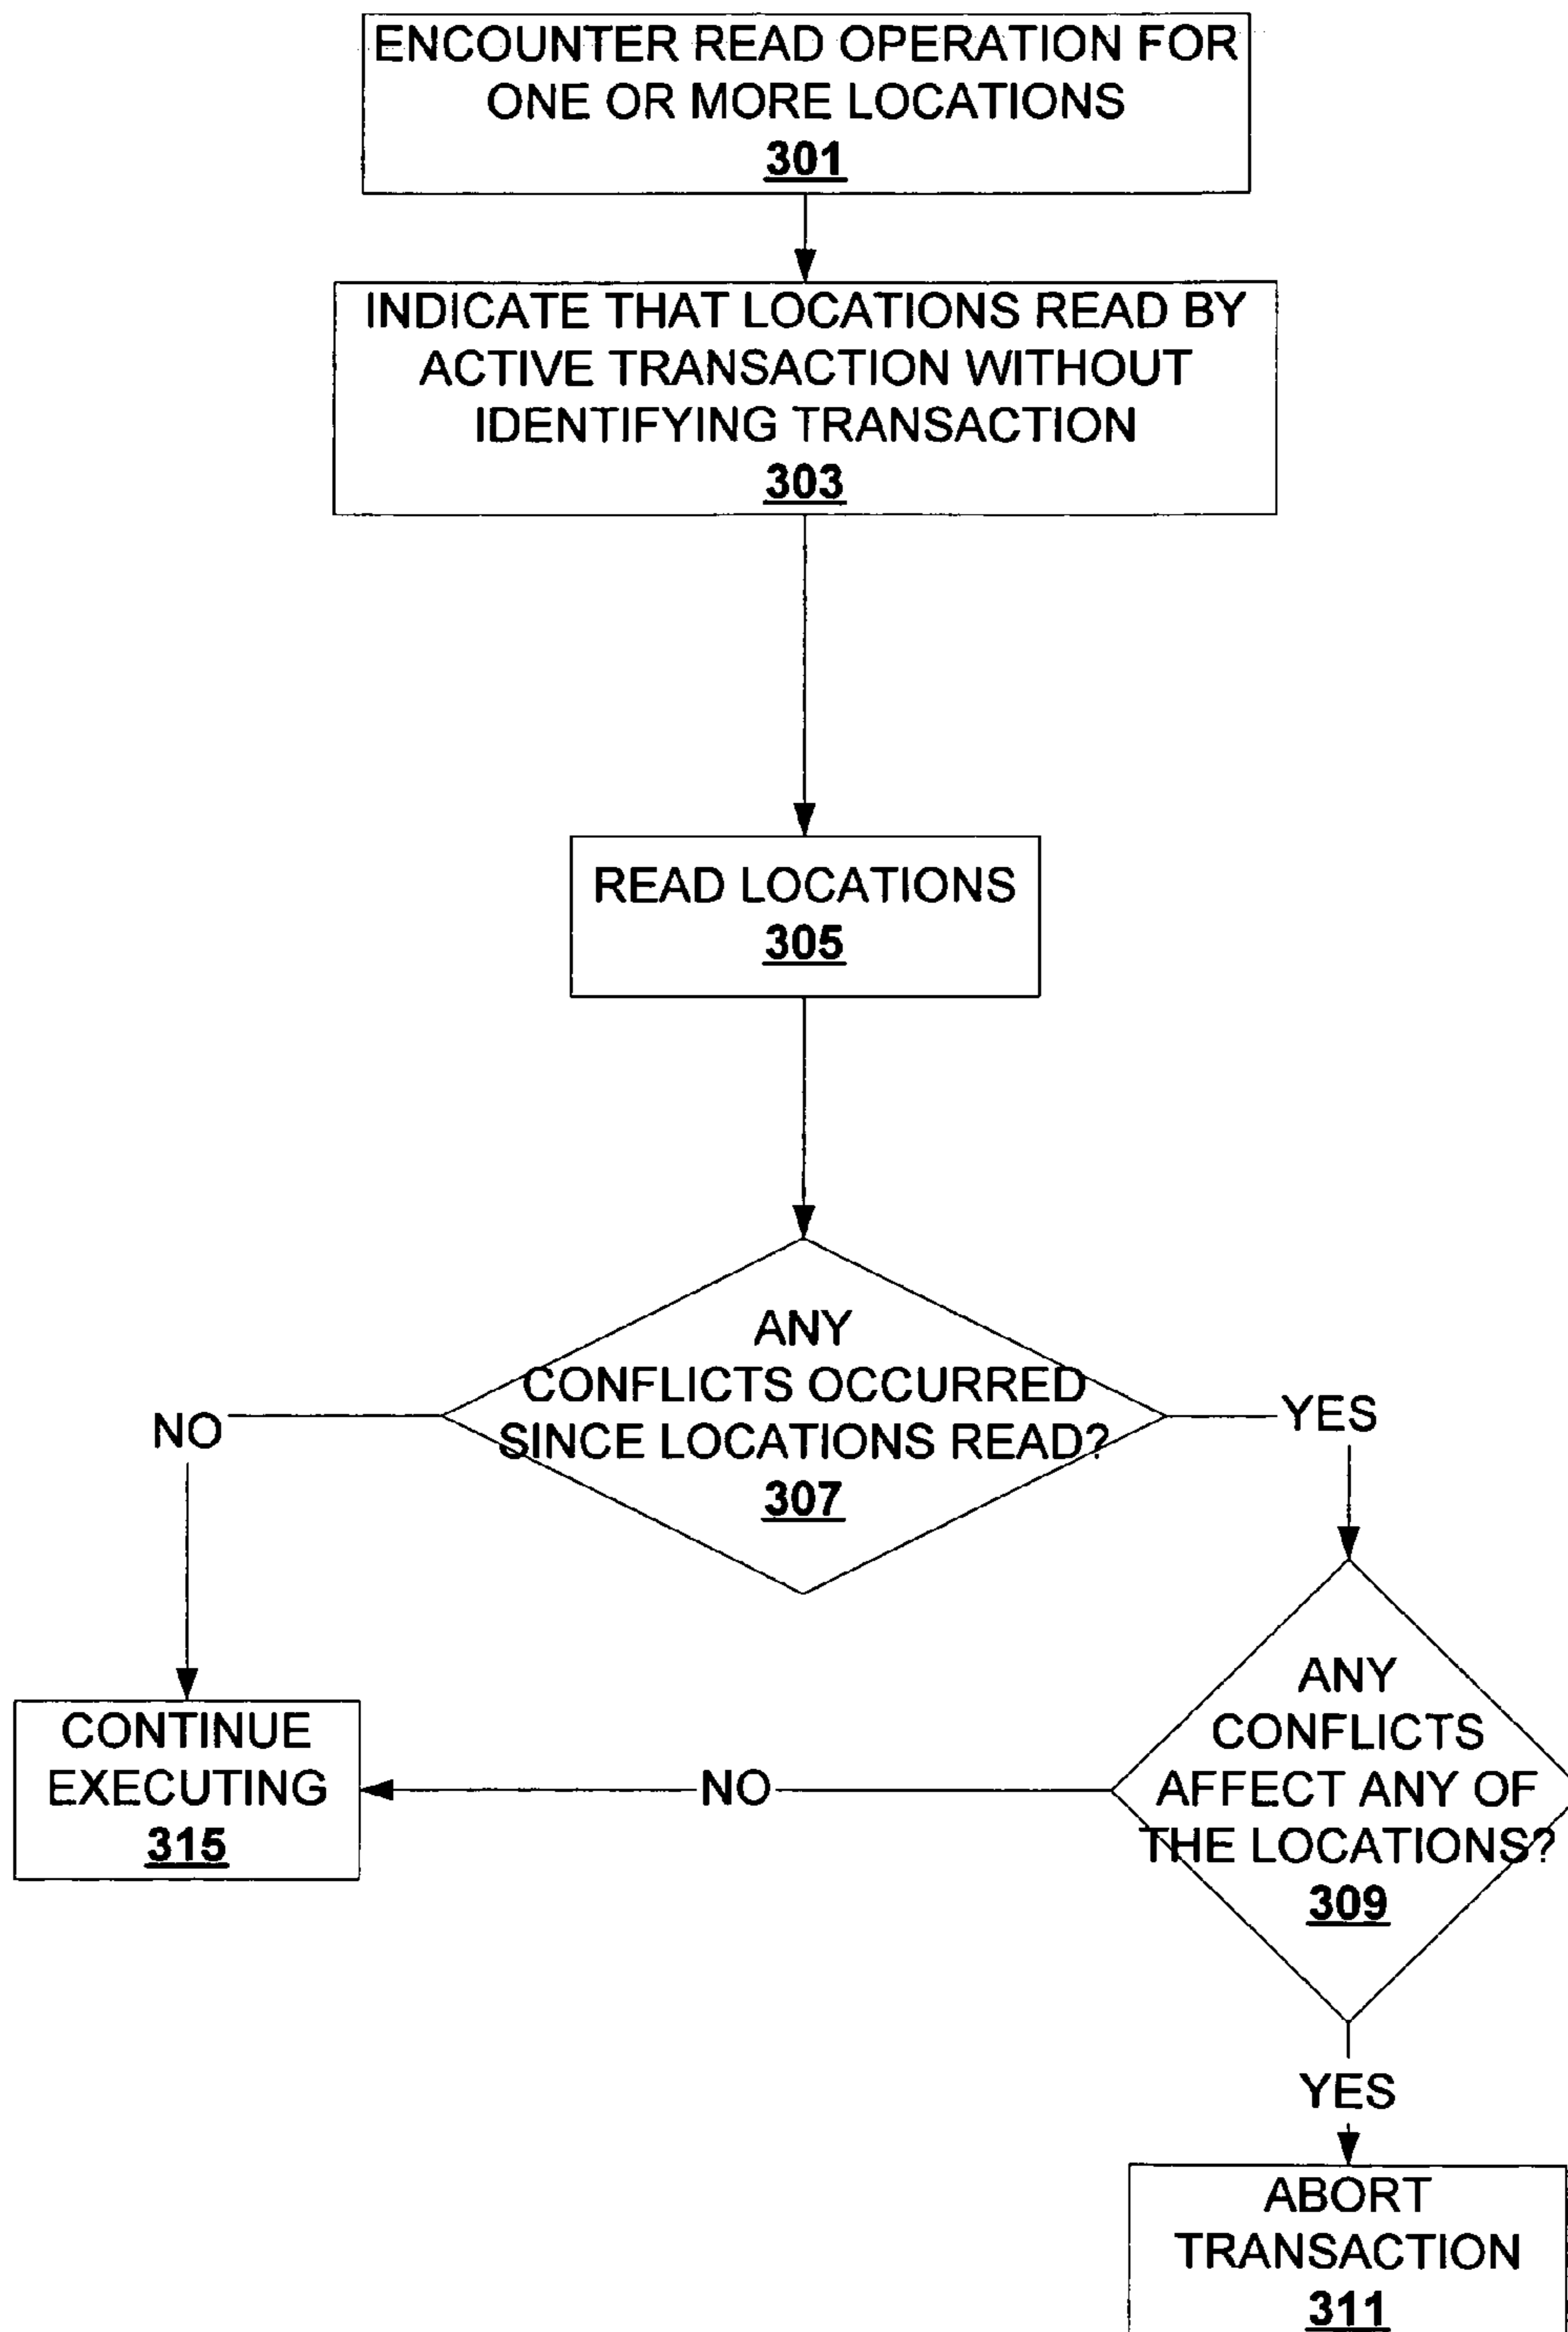 ENCOUNTER READ OPERATION FOR
ONE OR MORE LOCATIONS
301
INDICATE THAT LOCATIONS READ BY
ACTIVE TRANSACTION WITHOUT
IDENTIFYING TRANSACTION
303
READ LOCATIONS
305
ANY
CONFLICTS OCCURRED
SINCE LOCATIONS READ?
307
NO
YES
ANY
CONFLICTS
AFFECT ANY OF
THE LOCATIONS?
309
CONTINUE
EXECUTING
315
NO
YES
ABORT
TRANSACTION
311